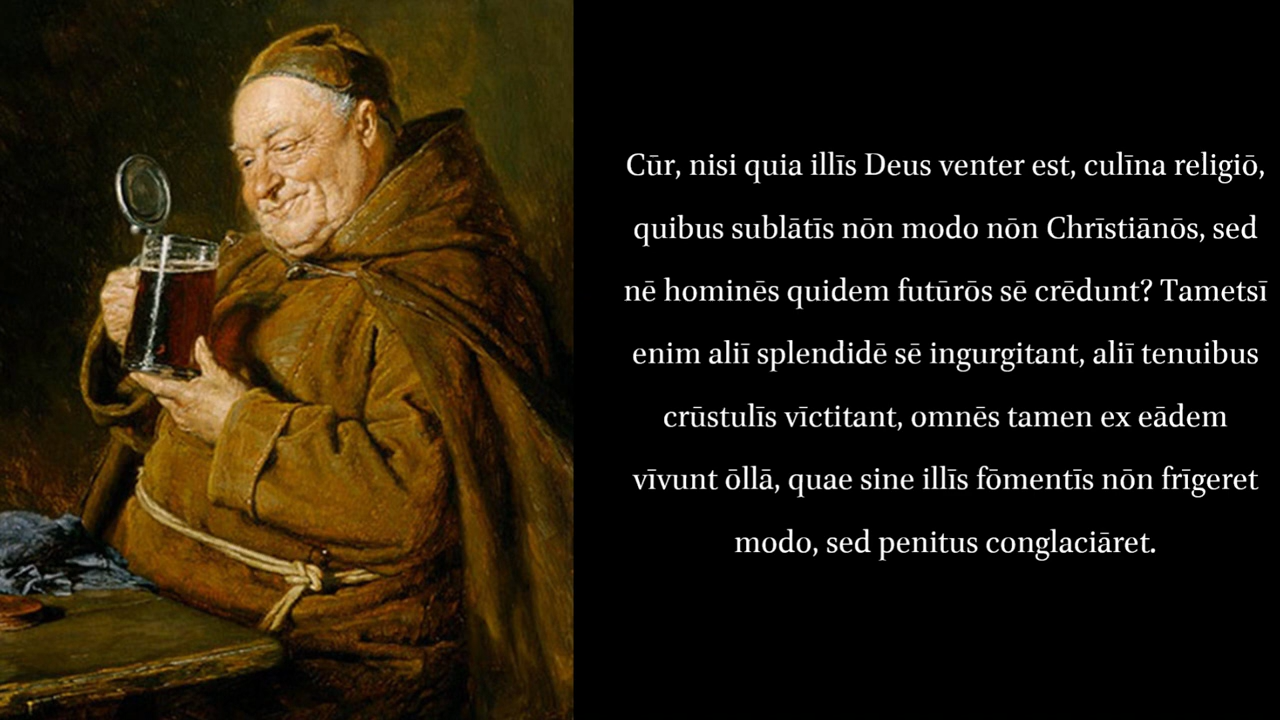 Cūr, nisi quia illīs Deus venter est, culīna religiō,
quibus sublātīs nōn modo nōn Chrīstiānōs, sed
nē hominēs quidem futūrōs sē crēdunt? Tametsī
enim aliī splendidē sē ingurgitant, aliī tenuibus
crūstulīs vīctitant, omnēs tamen ex eādem
vīvunt ōllā, quae sine illīs fōmentīs nōn frīgeret
modo, sed penitus conglaciāret.